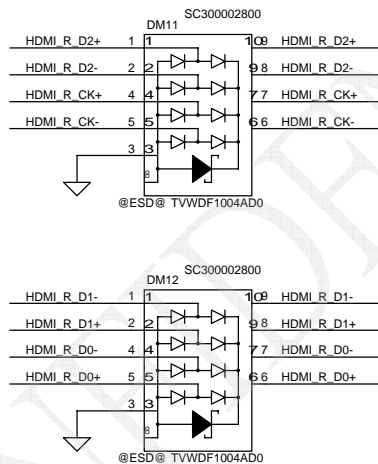 SC300002800
DM11
HDMI_R_D2+ 1 1 10 9 HDMI_R_D2+
HDMI_R_D2- 2 2 9 8 HDMI_R_D2-
HDMI_R_CK+ 4 4 7 7 HDMI_R_CK+
HDMI_R_CK- 5 5 6 6 HDMI_R_CK-
3 3
8
@ESD@ TVWDF1004AD0
SC300002800
DM12
HDMI_R_D1- 1 1 10 9 HDMI_R_D1-
HDMI_R_D1+ 2 2 9 8 HDMI_R_D1+
HDMI_R_D0- 4 4 7 7 HDMI_R_D0-
HDMI_R_D0+ 5 5 6 6 HDMI_R_D0+
3 3
8
@ESD@ TVWDF1004AD0